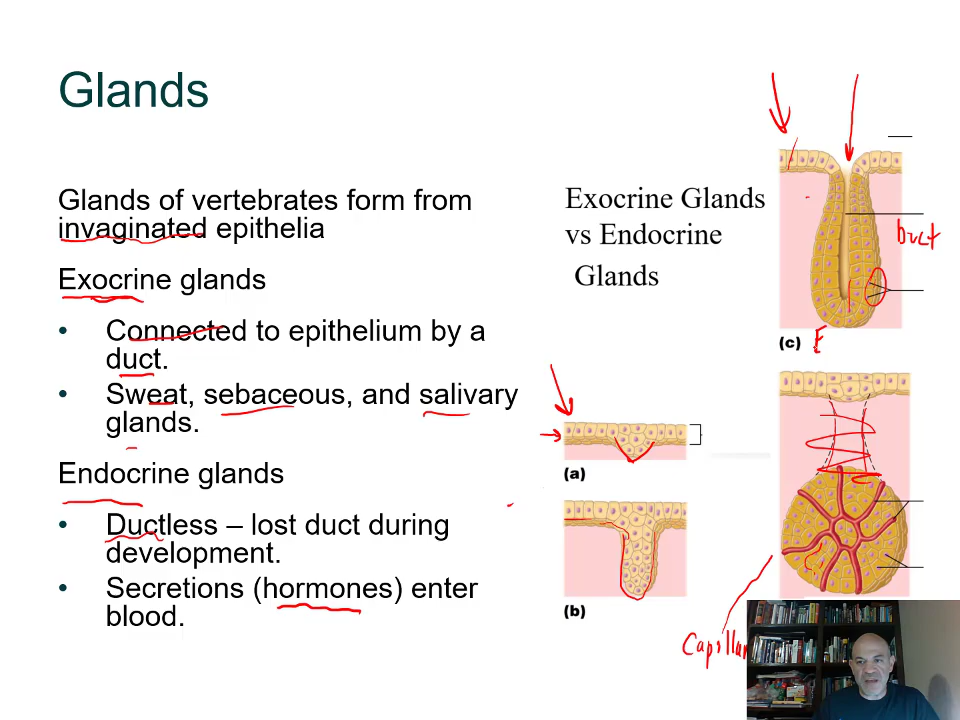 Glands
Glands of vertebrates form from
invaginated epithelia
Exocrine glands
• Connected to epithelium by a
duct.
• Sweat, sebaceous, and salivary
glands.
Endocrine glands
• Ductless – lost duct during
development.
• Secretions (hormones) enter
blood.
Exocrine Glands
vs Endocrine
Glands
Duct
(c) E
(a)
(b)